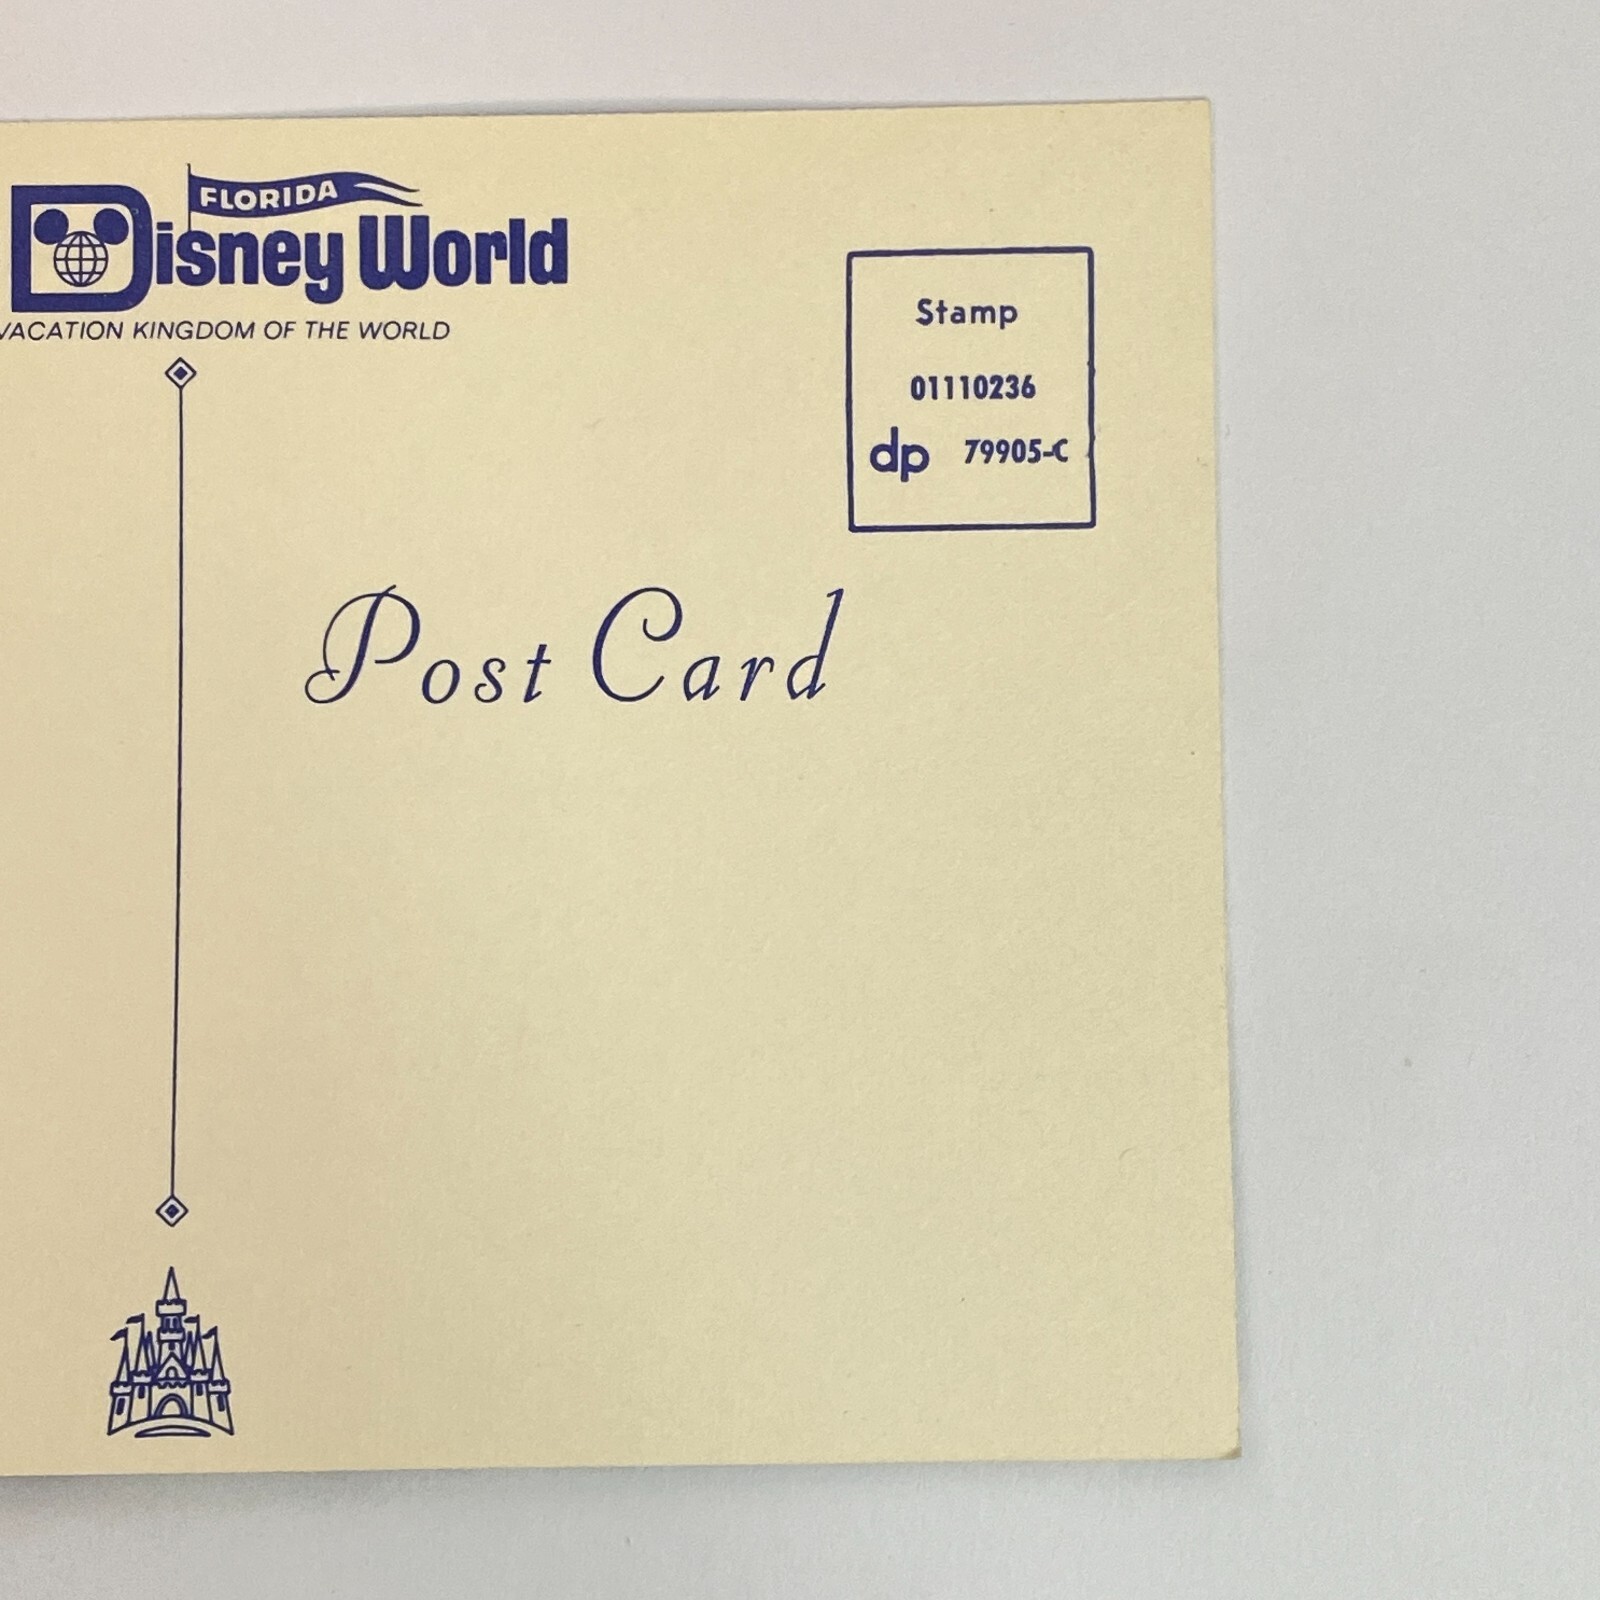 FLORIDA
Disney World
VACATION KINGDOM OF THE WORLD
Stamp
01110236
dp 79905-C
Post Card